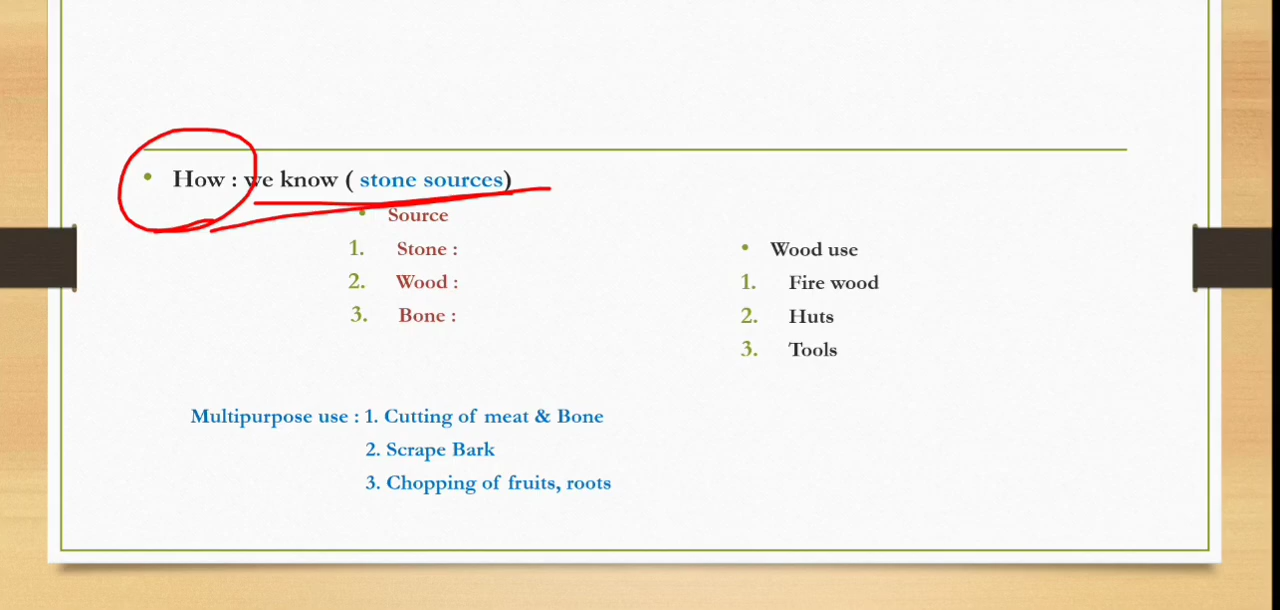 • How : we know ( stone sources)
• Source
1. Stone :
2. Wood :
3. Bone :
• Wood use
1. Fire wood
2. Huts
3. Tools
Multipurpose use : 1. Cutting of meat & Bone
2. Scrape Bark
3. Chopping of fruits, roots